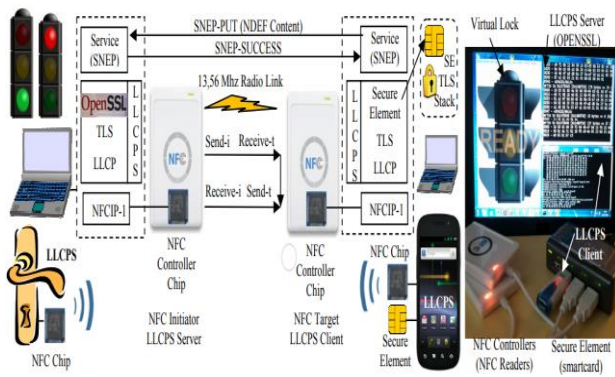 SNEP-PUT (NDEF Content)
SNEP-SUCCESS
Service
(SNEP)
Service
(SNEP)
SE
TLS
Stack
13,56 Mhz Radio Link
OpenSSL
TLS
LLCP
LLCPS
NFC
Send-i
Receive-t
Receive-i
Send-t
NFC
LLCPS
Secure
Element
TLS
LLCP
NFCIP-1
NFCIP-1
LLCPS
NFC Chip
NFC
Controller
Chip
NFC Initiator
LLCPS Server
NFC
Controller
Chip
NFC Target
LLCPS Client
NFC Chip
LLCPS
Secure
Element
Virtual Lock
LLCPS Server
(OPENSSL)
READY
LLCPS
Client
NFC Controllers
(NFC Readers)
Secure Element
(smartcard)